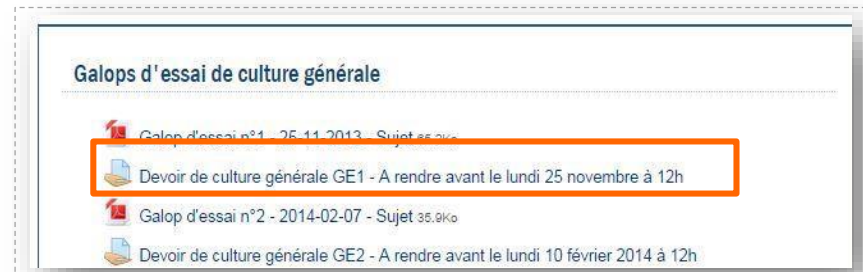 Galops d'essai de culture générale
Galop d'essai n°1 - 25-11-2013 - Sujet
Devoir de culture générale GE1 - A rendre avant le lundi 25 novembre à 12h
Galop d'essai n°2 - 2014-02-07 - Sujet 35.9Ko
Devoir de culture générale GE2 - A rendre avant le lundi 10 février 2014 à 12h